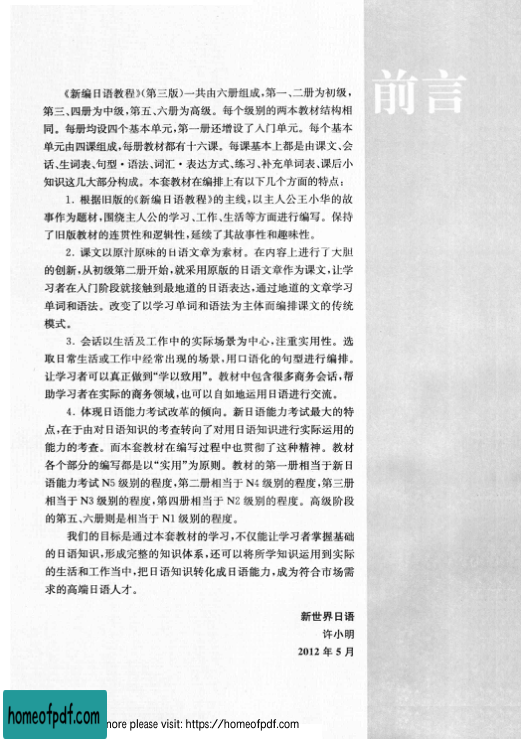 前言
《新编日语教程》(第三版)一共由六册组成,第一、二册为初级,
第三、四册为中级,第五、六册为高级。每个级别的两本教材结构相
同。每册均设四个基本单元,第一册还增设了入门单元。每个基本
单元由四课组成,每册教材都有十六课。每课基本上都是由课文、会
话、生词表、句型·语法、词汇·表达方式、练习、补充单词表、课后小
知识这几大部分构成。本套教材在编排上有以下几个方面的特点:
1. 根据旧版的《新编日语教程》的主线,以主人公王小华的故
事作为题材,围绕主人公的学习、工作、生活等方面进行编写。保持
了旧版教材的连贯性和逻辑性,延续了其故事性和趣味性。
2. 课文以原汁原味的日语文章为素材。在内容上进行了大胆
的创新,从初级第二册开始,就采用原版的日语文章作为课文,让学
习者在入门阶段就接触到最地道的日语表达,通过地道的文章学习
单词和语法。改变了以学习单词和语法为主体而编排课文的传统
模式。
3. 会话以生活及工作中的实际场景为中心,注重实用性。选
取日常生活或工作中经常出现的场景,用口语化的句型进行编排。
让学习者可以真正做到“学以致用”。教材中包含很多商务会话,帮
助学习者在实际的商务领域,也可以自如地运用日语进行交流。
4. 体现日语能力考试改革的倾向。新日语能力考试最大的特
点,在于由对日语知识的考查转向了对用日语知识进行实际运用的
能力的考查。而本套教材在编写过程中也贯彻了这种精神。教材
各个部分的编写都是以“实用”为原则。教材的第一册相当于新日
语能力考试 N5 级别的程度,第二册相当于 N4 级别的程度,第三册
相当于 N3 级别的程度,第四册相当于 N2 级别的程度。高级阶段
的第五、六册则是相当于 N1 级别的程度。
我们的目标是通过本套教材的学习,不仅能让学习者掌握基础
的日语知识,形成完整的知识体系,还可以将所学知识运用到实际
的生活和工作当中,把日语知识转化成日语能力,成为符合市场需
求的高端日语人才。
新世界日语
许小明
2012 年 5 月
homeofpdf.com
more please visit: https://homeofpdf.com